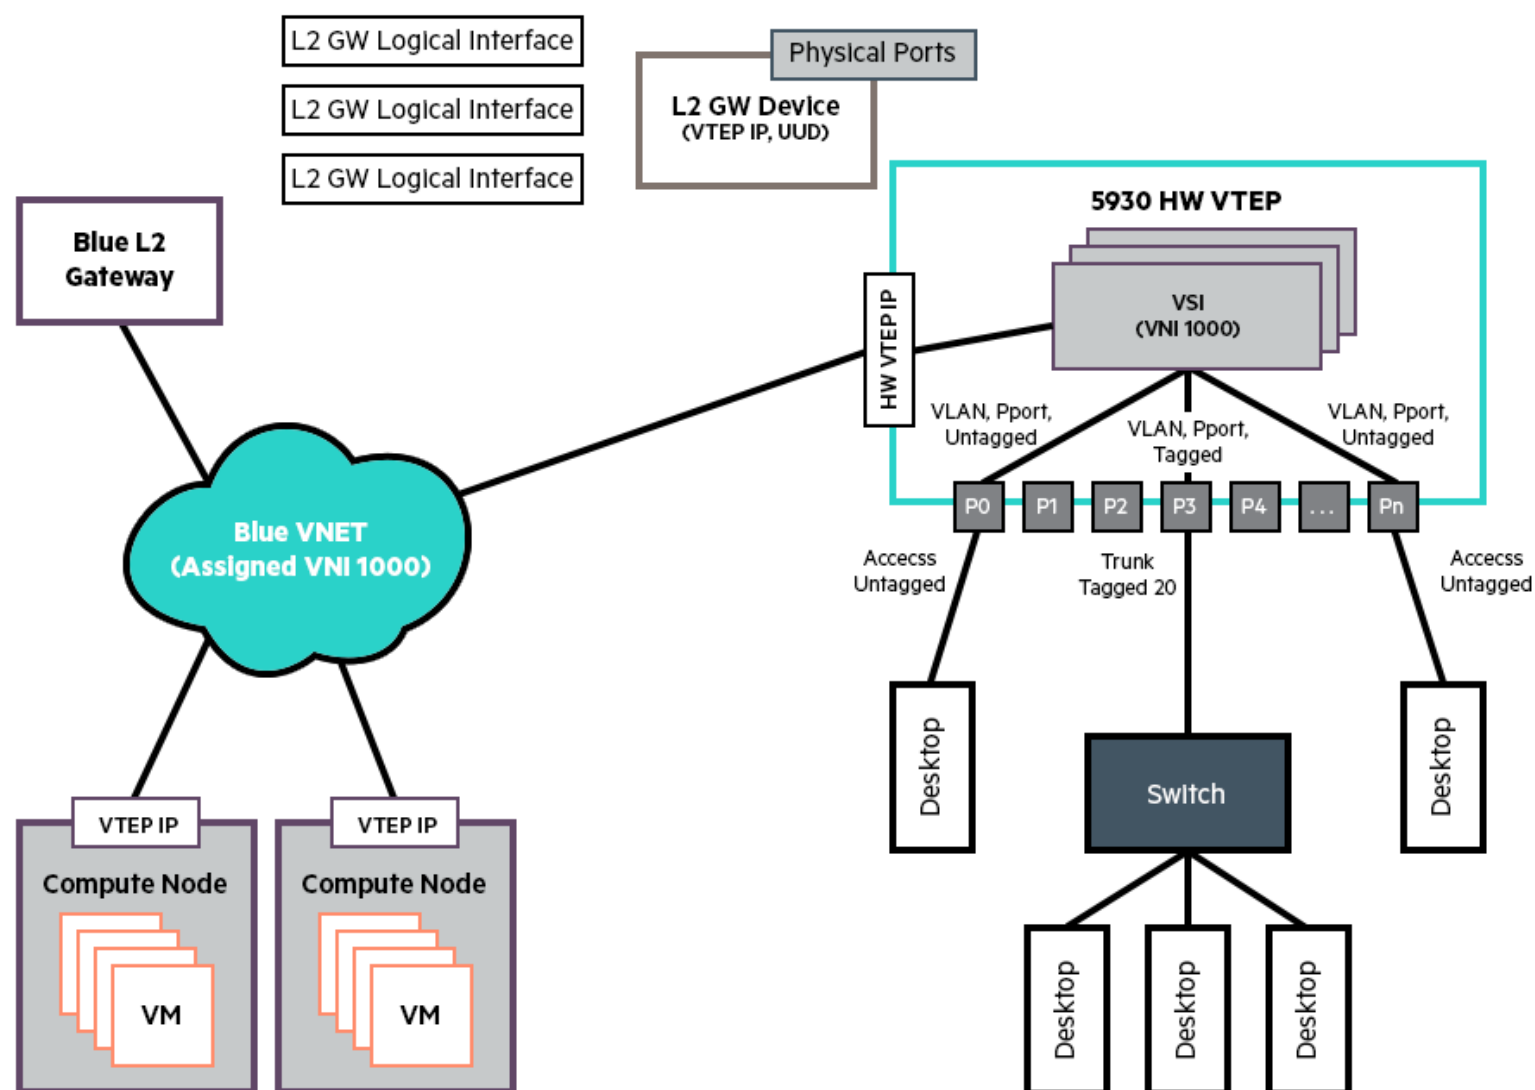 L2 GW Logical Interface
L2 GW Logical Interface
L2 GW Logical Interface
Physical Ports
L2 GW Device
(VTEP IP, UUD)
Blue L2
Gateway
5930 HW VTEP
VSI
(VNI 1000)
HW VTEP IP
VLAN, Pport,
Untagged
VLAN, Pport,
Tagged
VLAN, Pport,
Untagged
P0
P1
P2
P3
P4
...
Pn
Blue VNET
(Assigned VNI 1000)
Accecss
Untagged
Trunk
Tagged 20
Accecss
Untagged
Desktop
Switch
Desktop
VTEP IP
Compute Node
VM
VTEP IP
Compute Node
VM
Desktop
Desktop
Desktop